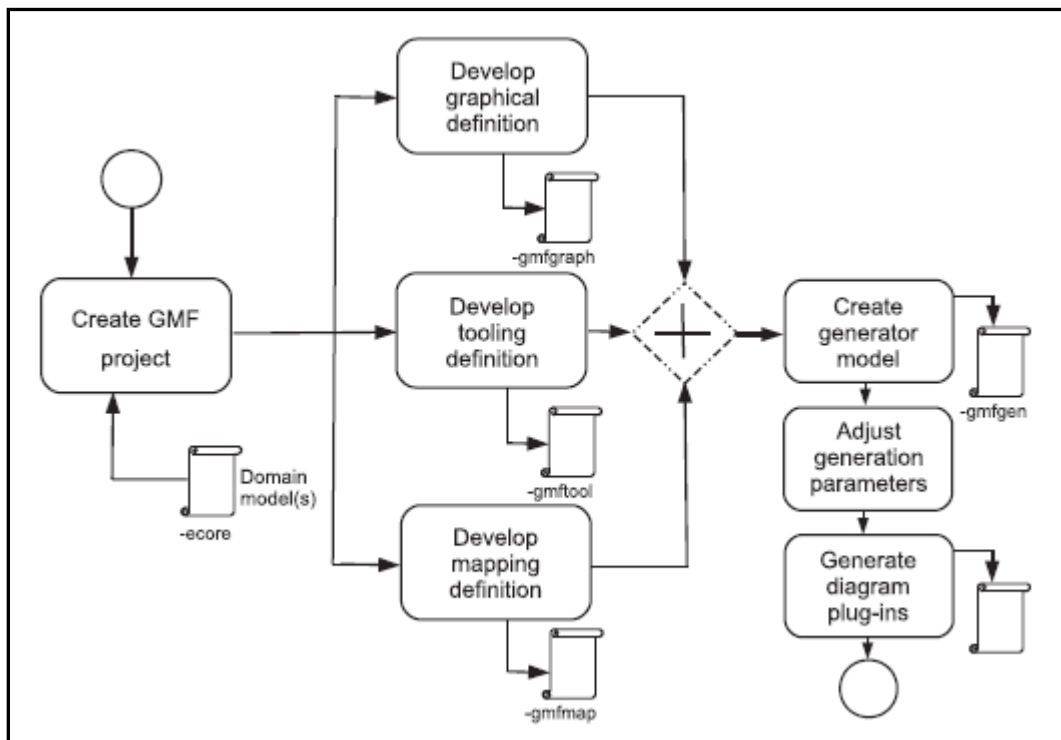 Develop
graphical
definition
-gmfgraph
Create GMF
project
Domain
model(s)
-ecore
Develop
tooling
definition
-gmftool
Develop
mapping
definition
-gmfmap
Create
generator
model
-gmfgen
Adjust
generation
parameters
Generate
diagram
plug-ins